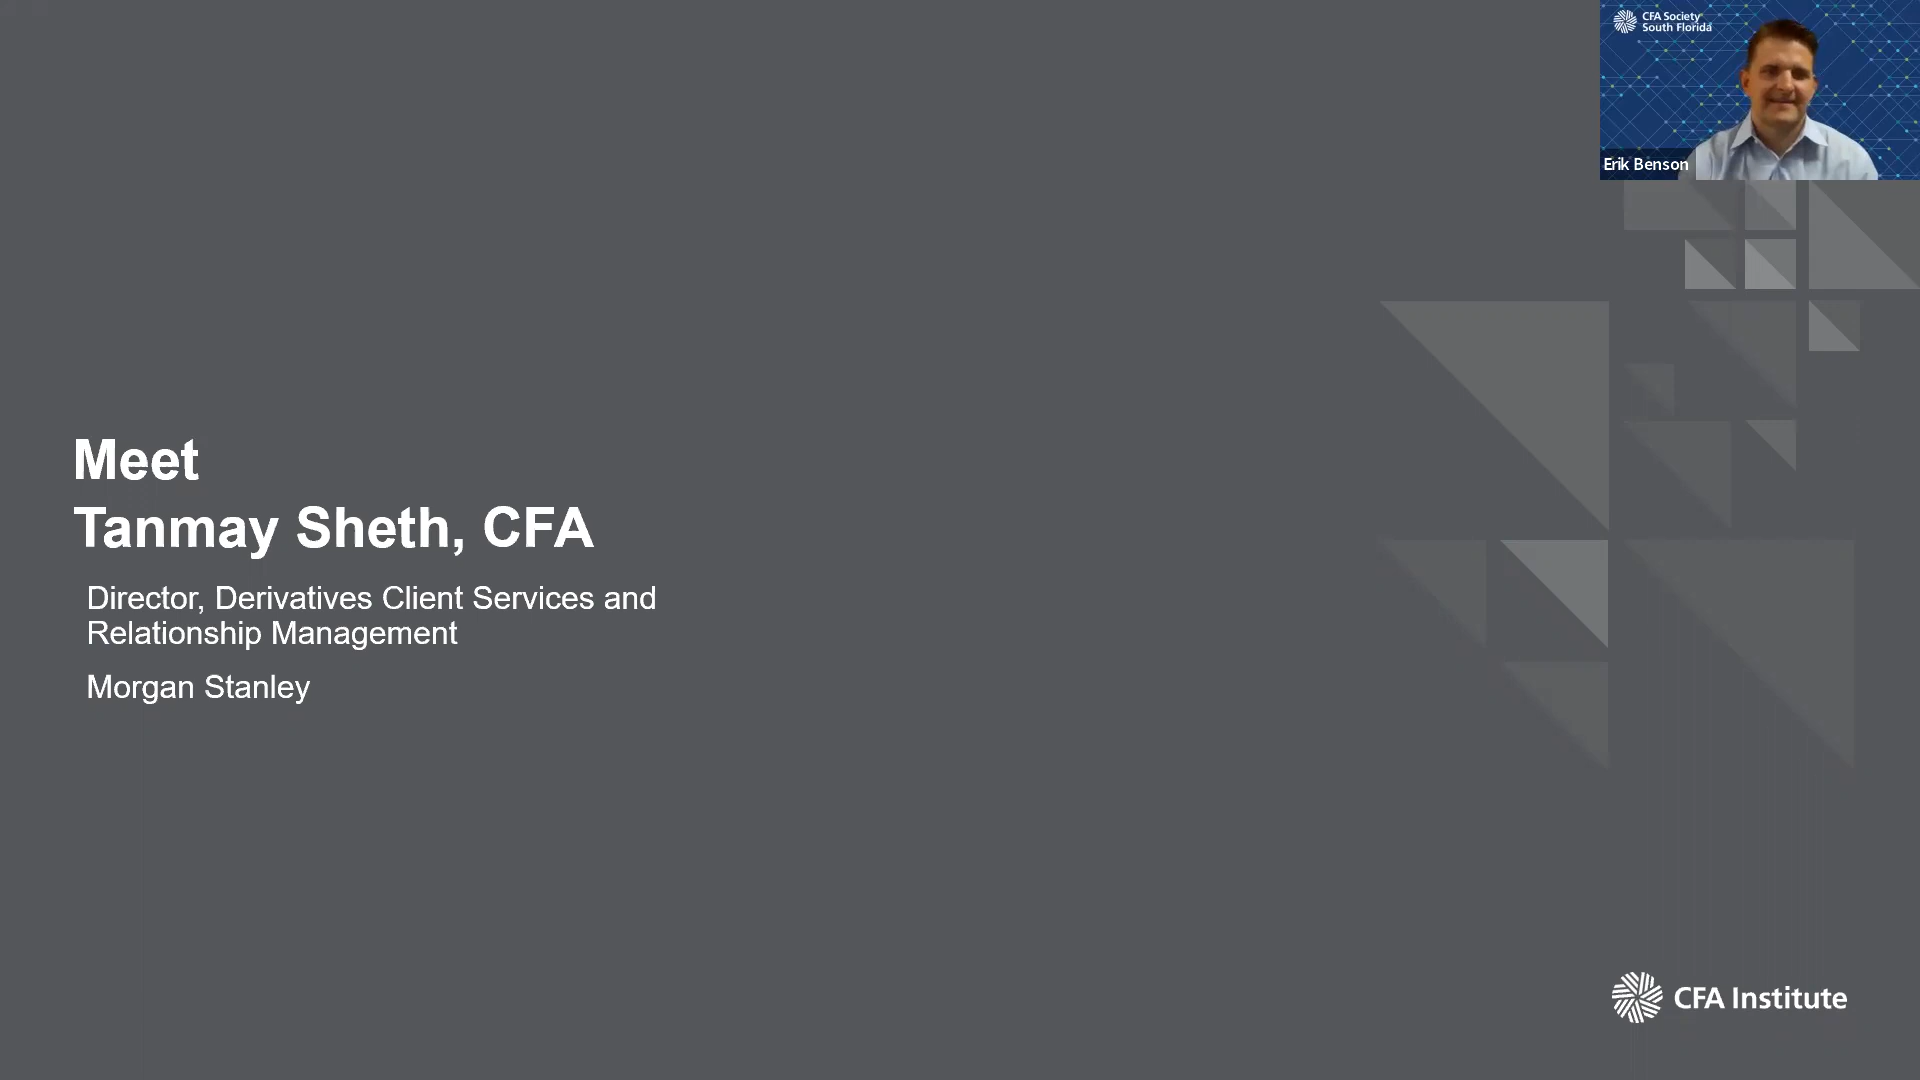 CFA Society
South Florida
Erik Benson
Meet
Tanmay Sheth, CFA
Director, Derivatives Client Services and
Relationship Management
Morgan Stanley
CFA Institute